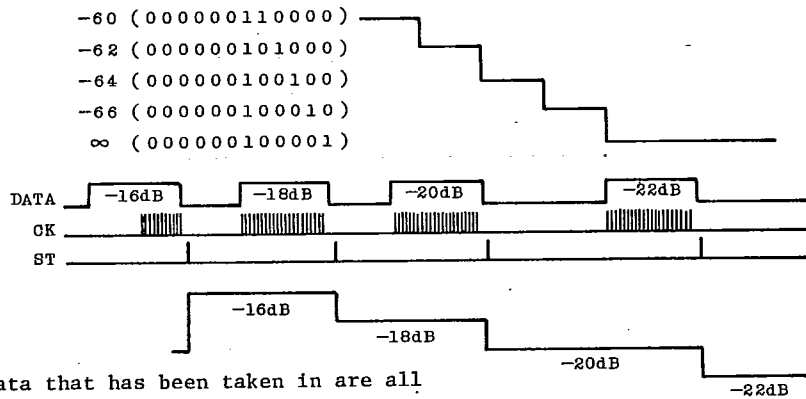 -60 (000000110000)
-62 (000000101000)
-64 (000000100100)
-66 (000000100010)
∞ (000000100001)
DATA -16dB -18dB -20dB -22dB
CK
ST
-16dB
-18dB
-20dB
-22dB
ata that has been taken in are all